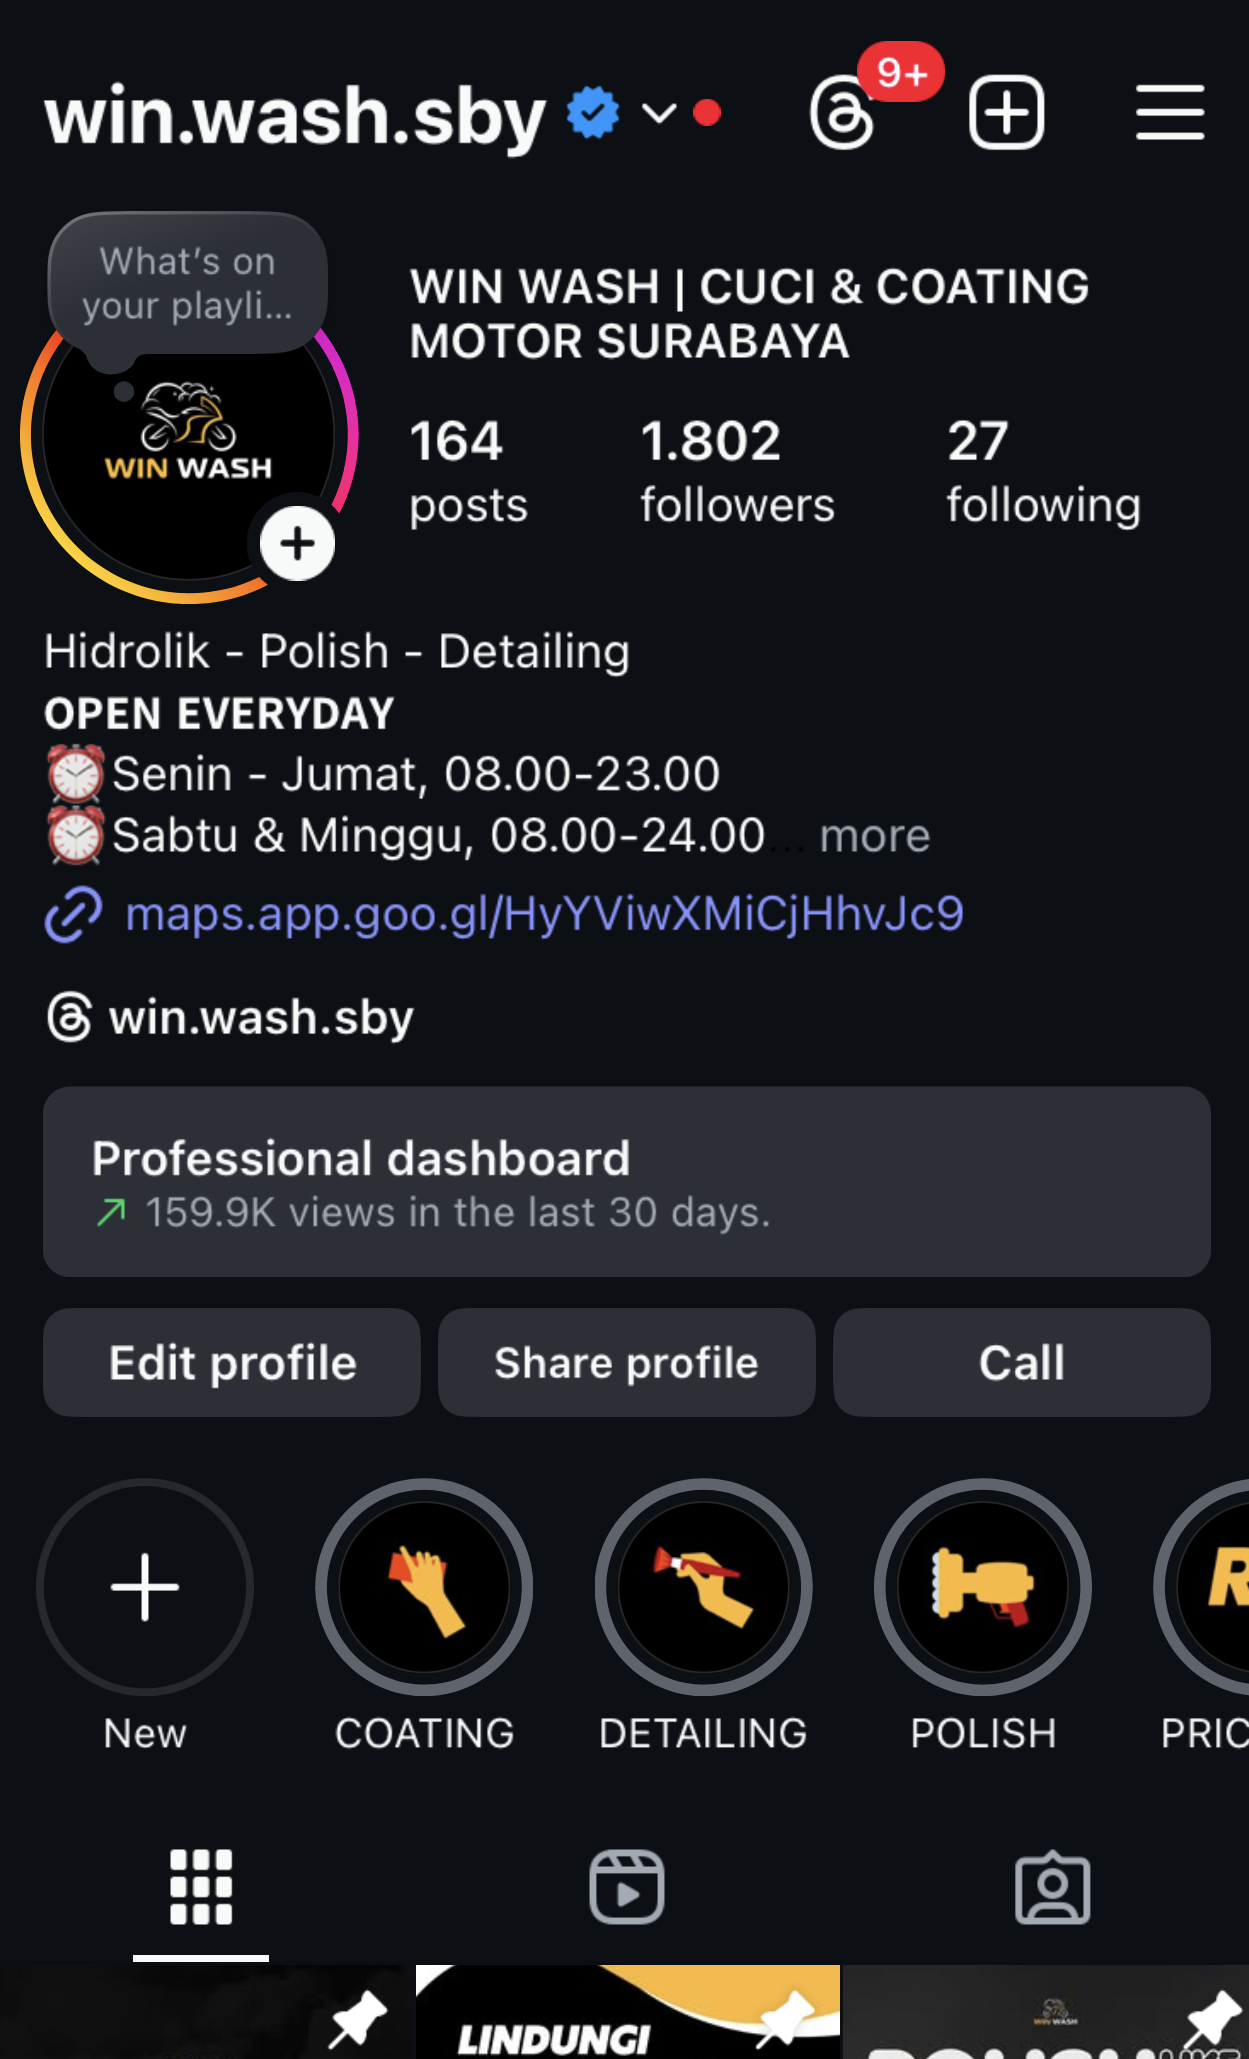 win.wash.sby
9+
What's on
your playli...
WIN WASH
WIN WASH | CUCI & COATING
MOTOR SURABAYA
164
posts
1.802
followers
27
following
Hidrolik - Polish - Detailing
OPEN EVERYDAY
Senin - Jumat, 08.00-23.00
Sabtu & Minggu, 08.00-24.00... more
maps.app.goo.gl/HyYViwXMiCjHhvJc9
win.wash.sby
Professional dashboard
159.9K views in the last 30 days.
Edit profile
Share profile
Call
New
COATING
DETAILING
POLISH
PRIC
LINDUNGI
WIN WASH